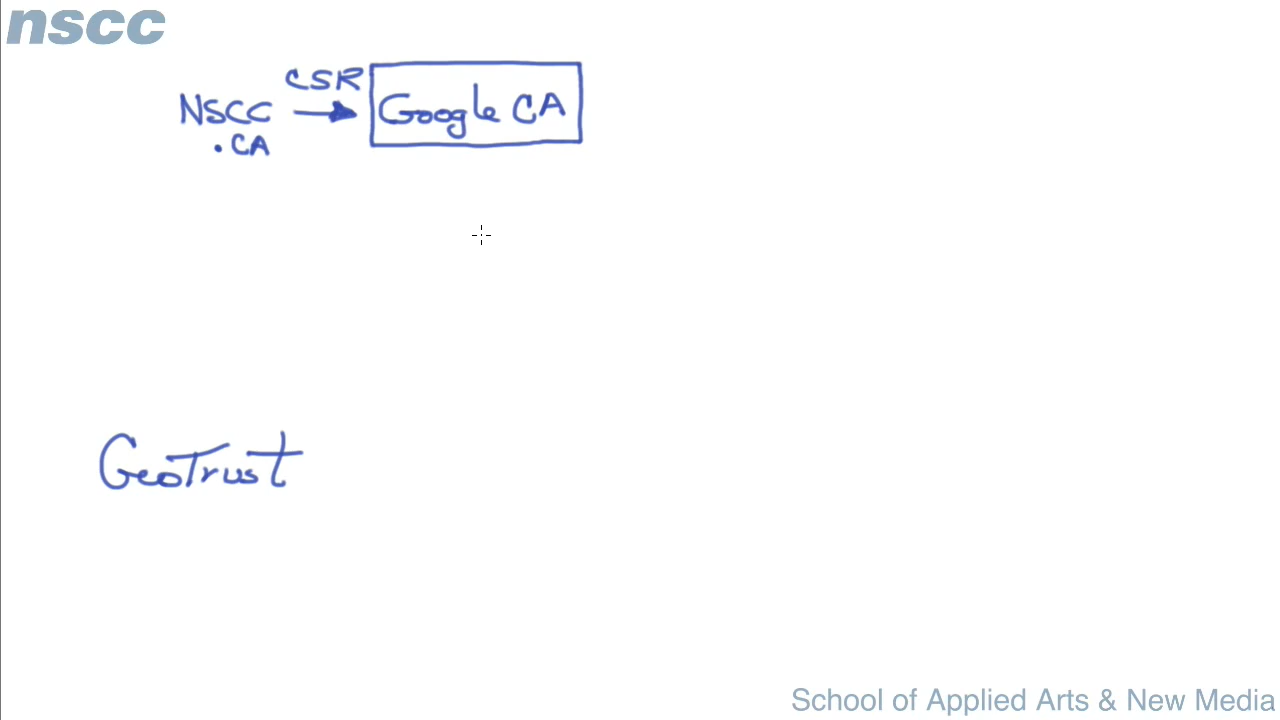 nscc
CSR
NSCC → Google CA
.CA
GeoTrust
School of Applied Arts & New Media